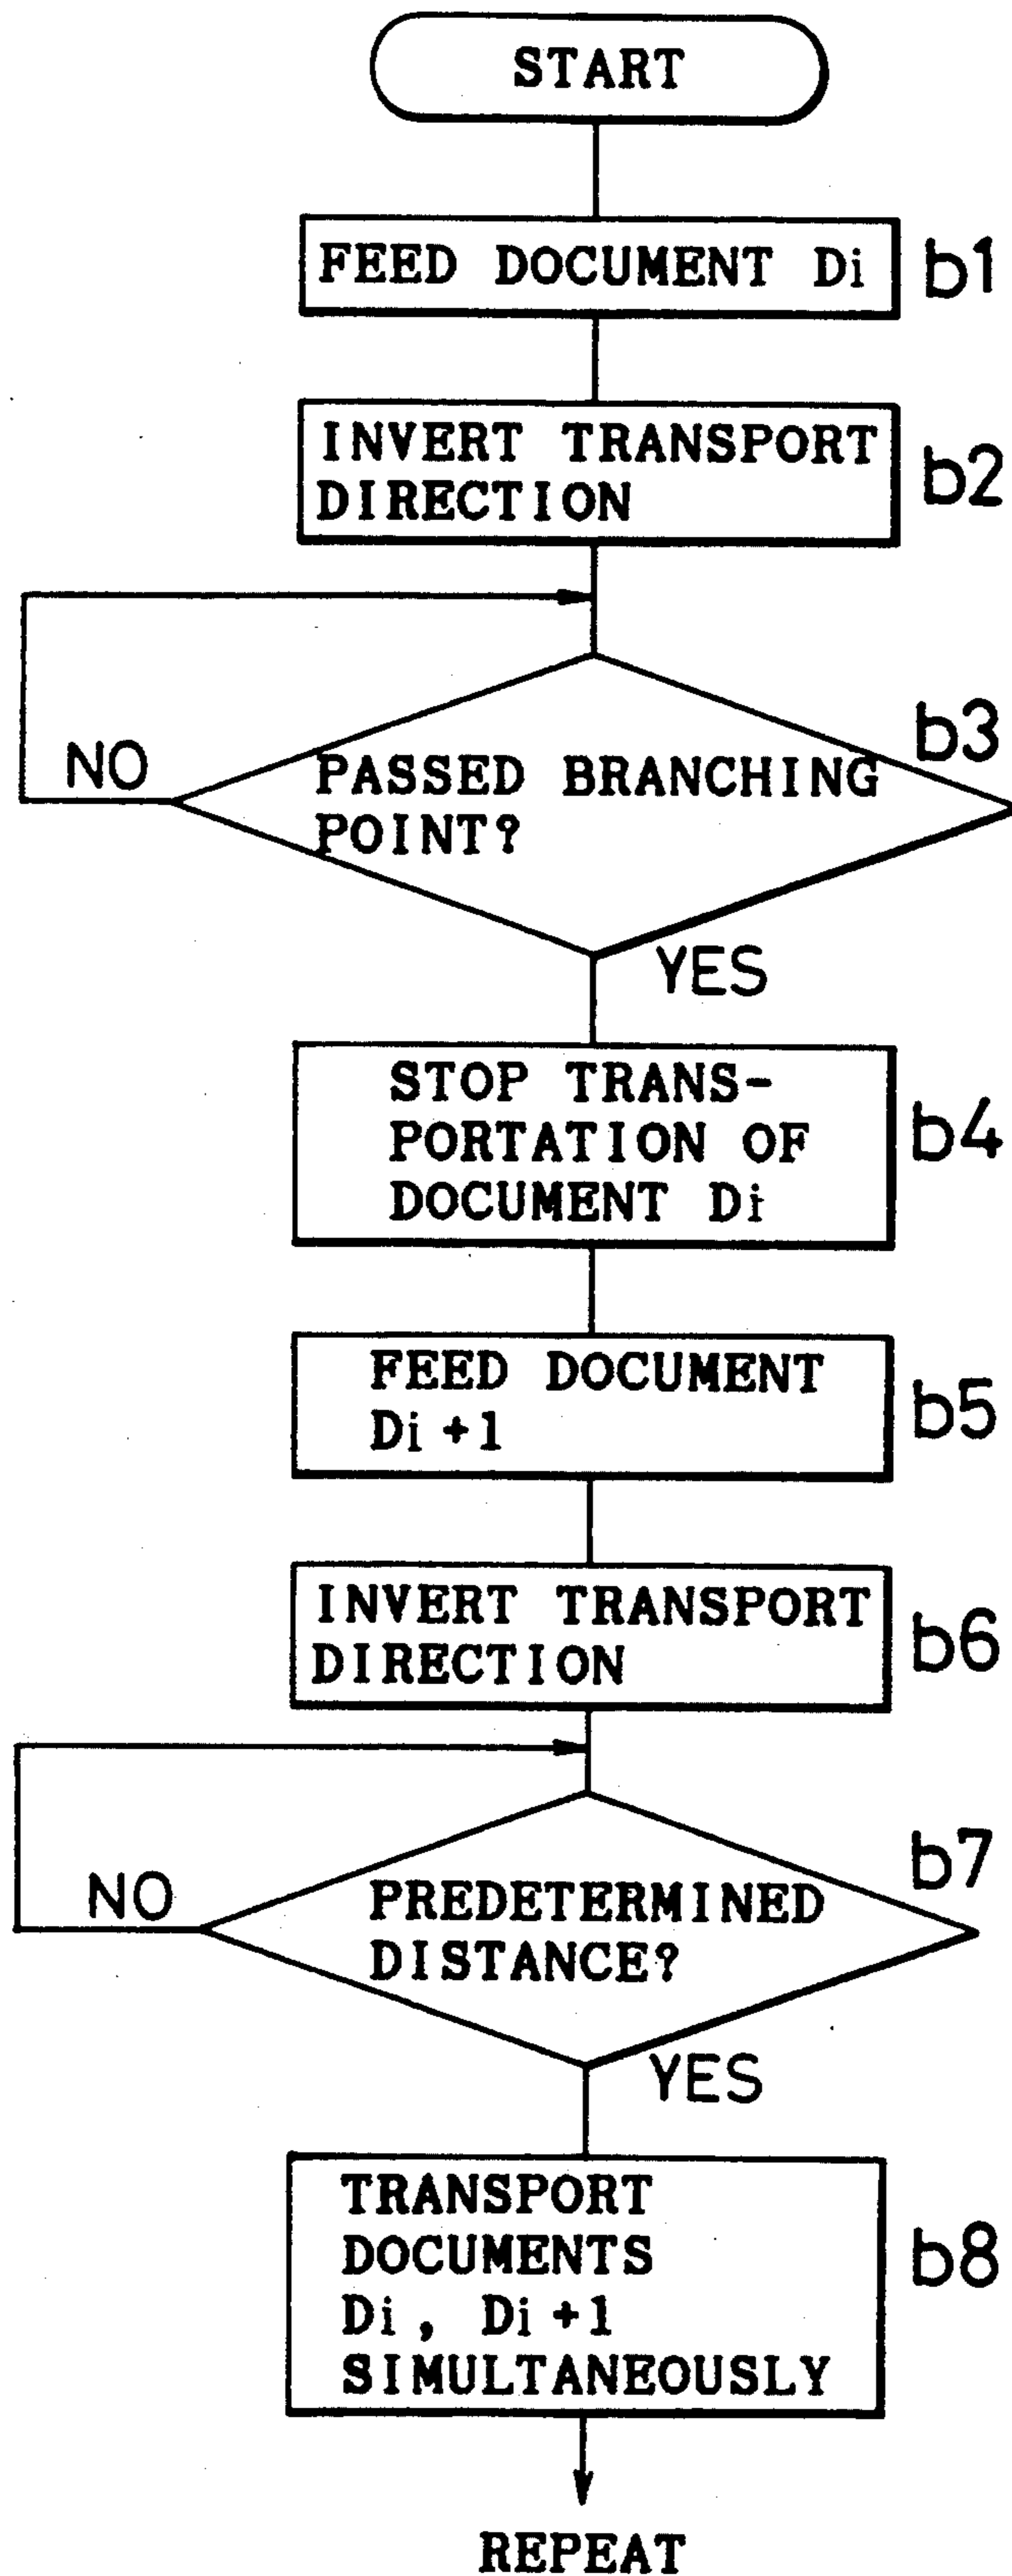 START
FEED DOCUMENT Di
b1
INVERT TRANSPORT
DIRECTION
b2
b3
NO
PASSED BRANCHING
POINT?
YES
STOP TRANS-
PORTATION OF
DOCUMENT Di
b4
FEED DOCUMENT
Di+1
b5
INVERT TRANSPORT
DIRECTION
b6
b7
NO
PREDETERMINED
DISTANCE?
YES
TRANSPORT
DOCUMENTS
Di, Di+1
SIMULTANEOUSLY
b8
REPEAT